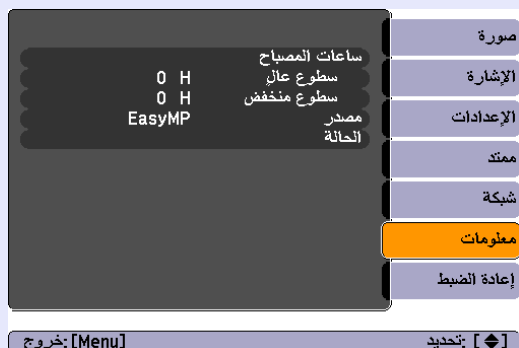 صورة
الإشارة
الإعدادات
ممتد
شبكة
معلومات
إعادة الضبط
ساعات المصباح
سطوع عالٍ 0 H
سطوع منخفض 0 H
مصدر EasyMP
الحالة
[◆] :تحديد
[Menu]:خروج